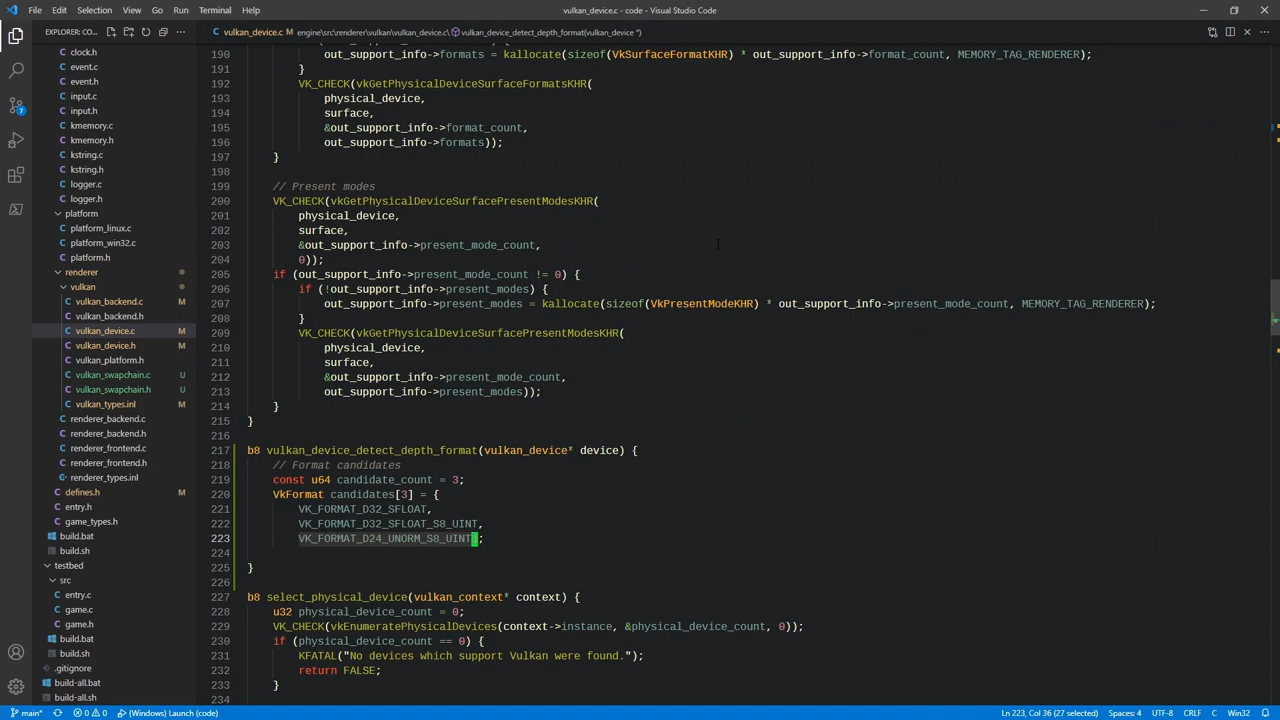 File Edit Selection View Go Run Terminal Help
vulkan_device.c - code - Visual Studio Code
EXPLORER: CO...
clock.h
event.c
event.h
input.c
input.h
kmemory.c
kmemory.h
kstring.c
kstring.h
logger.c
logger.h
platform
platform_linux.c
platform_win32.c
platform.h
renderer
vulkan
vulkan_backend.c M
vulkan_backend.h
vulkan_device.c M
vulkan_device.h M
vulkan_platform.h
vulkan_swapchain.c U
vulkan_swapchain.h U
vulkan_types.inl M
renderer_backend.c
renderer_backend.h
renderer_frontend.c
renderer_frontend.h
renderer_types.inl
defines.h M
entry.h
game_types.h
build.bat
build.sh
testbed
src
entry.c
game.c
game.h
build.bat
build.sh
.gitignore
build-all.bat
build-all.sh
7
vulkan_device.c M engine\src\renderer\vulkan\vulkan_device.c\vulkan_device_detect_depth_format(vulkan_device *)
190 out_support_info->formats = kallocate(sizeof(VkSurfaceFormatKHR) * out_support_info->format_count, MEMORY_TAG_RENDERER);
191 }
192 VK_CHECK(vkGetPhysicalDeviceSurfaceFormatsKHR(
193 physical_device,
194 surface,
195 &out_support_info->format_count,
196 out_support_info->formats));
197 }
198
199 // Present modes
200 VK_CHECK(vkGetPhysicalDeviceSurfacePresentModesKHR(
201 physical_device,
202 surface,
203 &out_support_info->present_mode_count,
204 0));
205 if (out_support_info->present_mode_count != 0) {
206 if (!out_support_info->present_modes) {
207 out_support_info->present_modes = kallocate(sizeof(VkPresentModeKHR) * out_support_info->present_mode_count, MEMORY_TAG_RENDERER);
208 }
209 VK_CHECK(vkGetPhysicalDeviceSurfacePresentModesKHR(
210 physical_device,
211 surface,
212 &out_support_info->present_mode_count,
213 out_support_info->present_modes));
214 }
215 }
216
217 b8 vulkan_device_detect_depth_format(vulkan_device* device) {
218 // Format candidates
219 const u64 candidate_count = 3;
220 VkFormat candidates[3] = {
221 VK_FORMAT_D32_SFLOAT,
222 VK_FORMAT_D32_SFLOAT_S8_UINT,
223 VK_FORMAT_D24_UNORM_S8_UINT};
224
225 }
226
227 b8 select_physical_device(vulkan_context* context) {
228 u32 physical_device_count = 0;
229 VK_CHECK(vkEnumeratePhysicalDevices(context->instance, &physical_device_count, 0));
230 if (physical_device_count == 0) {
231 KFATAL("No devices which support Vulkan were found.");
232 return FALSE;
233 }
234
main* 0 0 (Windows) Launch (code) Ln 223, Col 36 (27 selected) Spaces: 4 UTF-8 CRLF C Win32